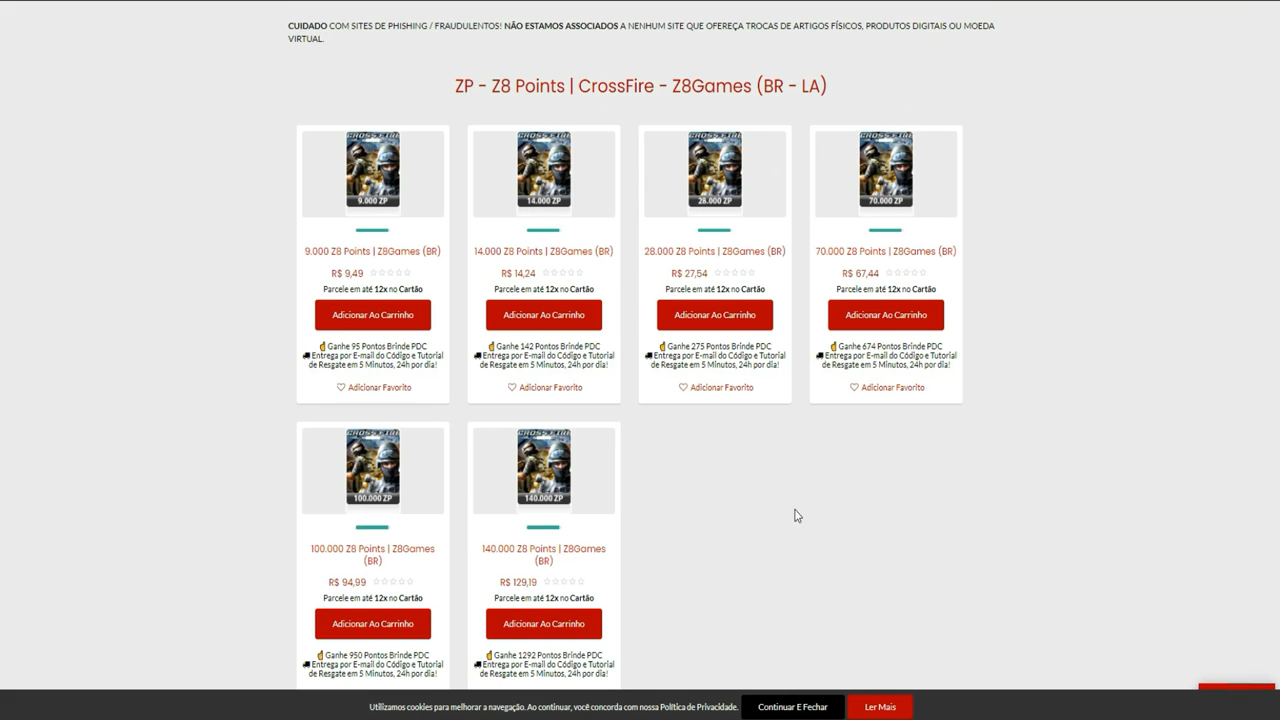 CUIDADO COM SITES DE PHISHING / FRAUDULENTOS! NÃO ESTAMOS ASSOCIADOS A NENHUM SITE QUE OFEREÇA TROCAS DE ARTIGOS FÍSICOS, PRODUTOS DIGITAIS OU MOEDA
VIRTUAL.
ZP - Z8 Points | CrossFire - Z8Games (BR - LA)
9.000 ZP
14.000 ZP
28.000 ZP
70.000 ZP
9.000 Z8 Points | Z8Games (BR)
14.000 Z8 Points | Z8Games (BR)
28.000 Z8 Points | Z8Games (BR)
70.000 Z8 Points | Z8Games (BR)
R$ 9,49
R$ 14,24
R$ 27,54
R$ 67,44
Parcele em até 12x no Cartão
Parcele em até 12x no Cartão
Parcele em até 12x no Cartão
Parcele em até 12x no Cartão
Adicionar Ao Carrinho
Adicionar Ao Carrinho
Adicionar Ao Carrinho
Adicionar Ao Carrinho
Ganhe 95 Pontos Brinde PDC
Entrega por E-mail do Código e Tutorial
de Resgate em 5 Minutos, 24h por dia!
Ganhe 142 Pontos Brinde PDC
Entrega por E-mail do Código e Tutorial
de Resgate em 5 Minutos, 24h por dia!
Ganhe 275 Pontos Brinde PDC
Entrega por E-mail do Código e Tutorial
de Resgate em 5 Minutos, 24h por dia!
Ganhe 674 Pontos Brinde PDC
Entrega por E-mail do Código e Tutorial
de Resgate em 5 Minutos, 24h por dia!
Adicionar Favorito
Adicionar Favorito
Adicionar Favorito
Adicionar Favorito
100.000 ZP
140.000 ZP
100.000 Z8 Points | Z8Games
(BR)
140.000 Z8 Points | Z8Games
(BR)
R$ 94,99
R$ 129,19
Parcele em até 12x no Cartão
Parcele em até 12x no Cartão
Adicionar Ao Carrinho
Adicionar Ao Carrinho
Ganhe 950 Pontos Brinde PDC
Entrega por E-mail do Código e Tutorial
de Resgate em 5 Minutos, 24h por dia!
Ganhe 1292 Pontos Brinde PDC
Entrega por E-mail do Código e Tutorial
de Resgate em 5 Minutos, 24h por dia!
Utilizamos cookies para melhorar a navegação. Ao continuar, você concorda com nossa Política de Privacidade.
Continuar E Fechar
Ler Mais